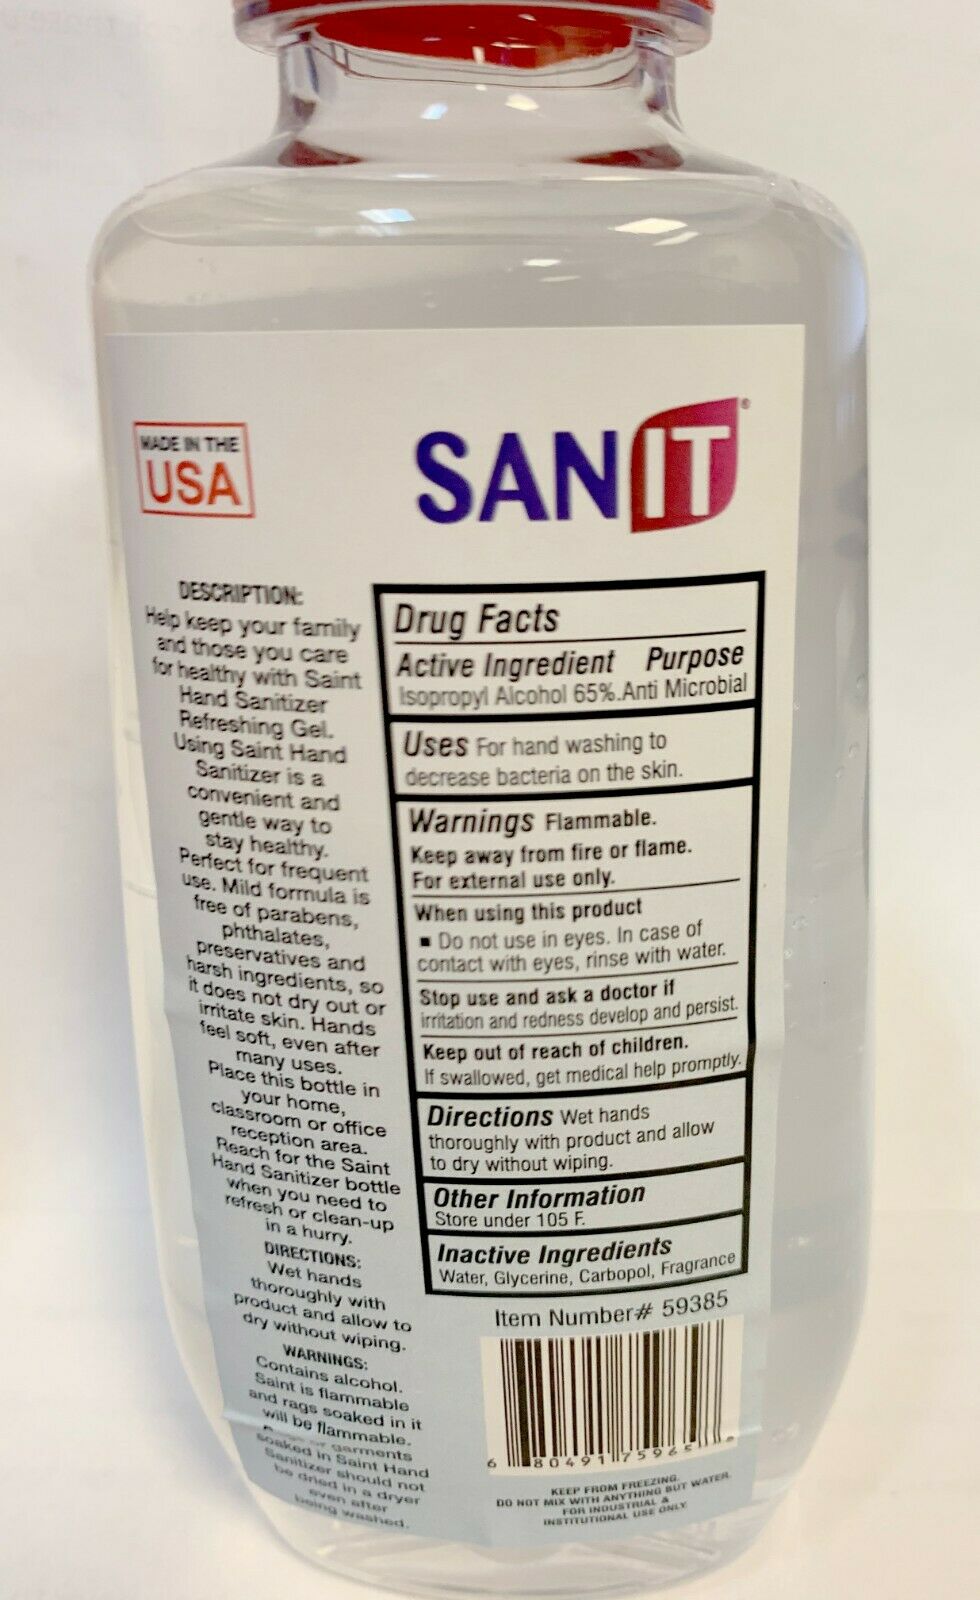 MADE IN THE
USA
SANIT®
DESCRIPTION:
Help keep your family
and those you care
for healthy with Saint
Hand Sanitizer
Refreshing Gel.
Using Saint Hand
Sanitizer is a
convenient and
gentle way to
stay healthy.
Perfect for frequent
use. Mild formula is
free of parabens,
phthalates,
preservatives and
harsh ingredients, so
it does not dry out or
irritate skin. Hands
feel soft, even after
many uses.
Place this bottle in
your home,
classroom or office
reception area.
Reach for the Saint
Hand Sanitizer bottle
when you need to
refresh or clean-up
in a hurry.
DIRECTIONS:
Wet hands
thoroughly with
product and allow to
dry without wiping.
WARNINGS:
Contains alcohol.
Saint is flammable
and rags soaked in it
will be flammable.
or garments
soaked in Saint Hand
Sanitizer should not
be dried in a dryer
even after
being washed.
Drug Facts
Active Ingredient Purpose
Isopropyl Alcohol 65%.Anti Microbial
Uses For hand washing to
decrease bacteria on the skin.
Warnings Flammable.
Keep away from fire or flame.
For external use only.
When using this product
▪ Do not use in eyes. In case of
contact with eyes, rinse with water.
Stop use and ask a doctor if
irritation and redness develop and persist.
Keep out of reach of children.
If swallowed, get medical help promptly.
Directions Wet hands
thoroughly with product and allow
to dry without wiping.
Other Information
Store under 105 F.
Inactive Ingredients
Water, Glycerine, Carbopol, Fragrance
Item Number# 59385
6 80491 75965
KEEP FROM FREEZING.
DO NOT MIX WITH ANYTHING BUT WATER.
FOR INDUSTRIAL &
INSTITUTIONAL USE ONLY